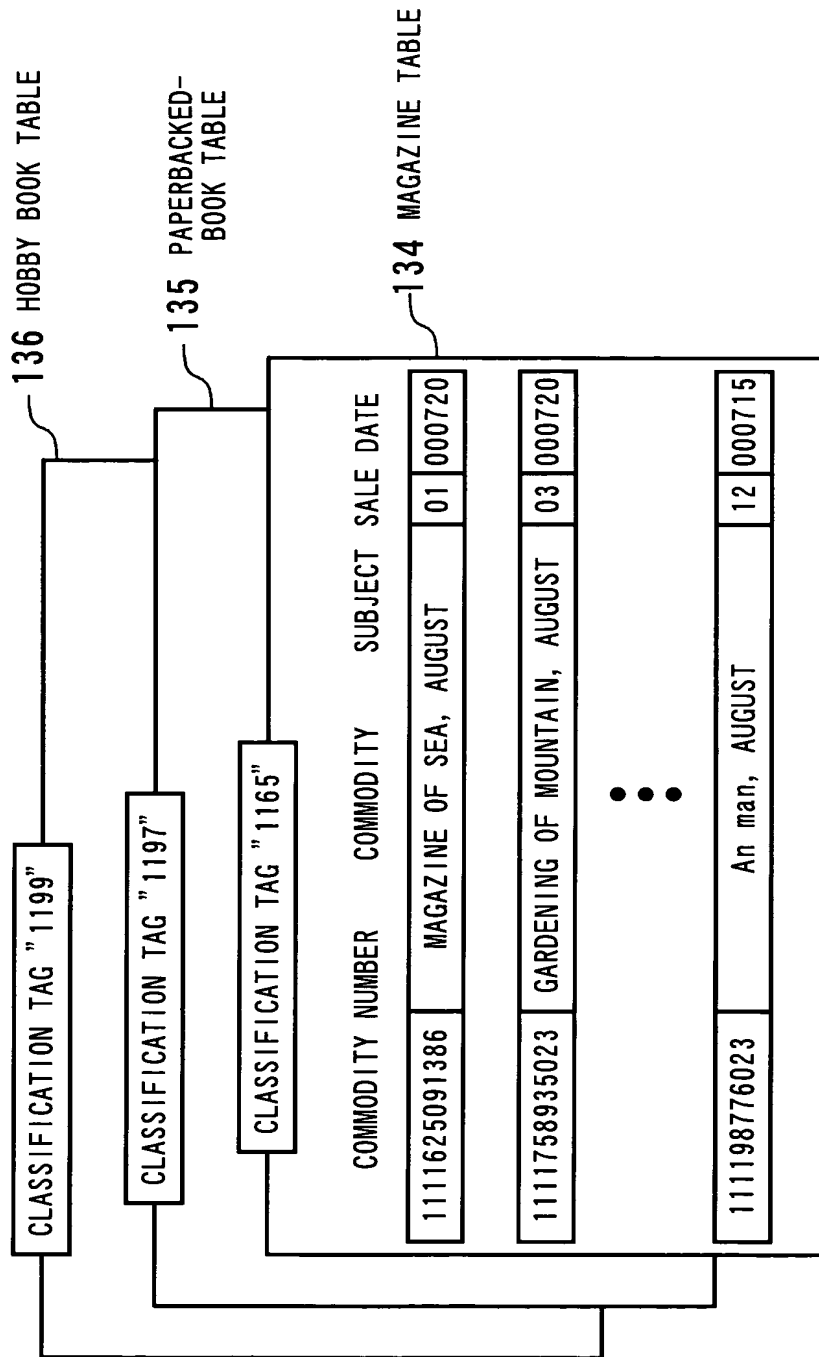 136 HOBBY BOOK TABLE
135 PAPERBACKED-
BOOK TABLE
134 MAGAZINE TABLE
CLASSIFICATION TAG "1199"
CLASSIFICATION TAG "1197"
CLASSIFICATION TAG "1165"
COMMODITY NUMBER COMMODITY SUBJECT SALE DATE
1111625091386 MAGAZINE OF SEA, AUGUST 01 000720
1111758935023 GARDENING OF MOUNTAIN, AUGUST 03 000720
1111198776023 An man, AUGUST 12 000715